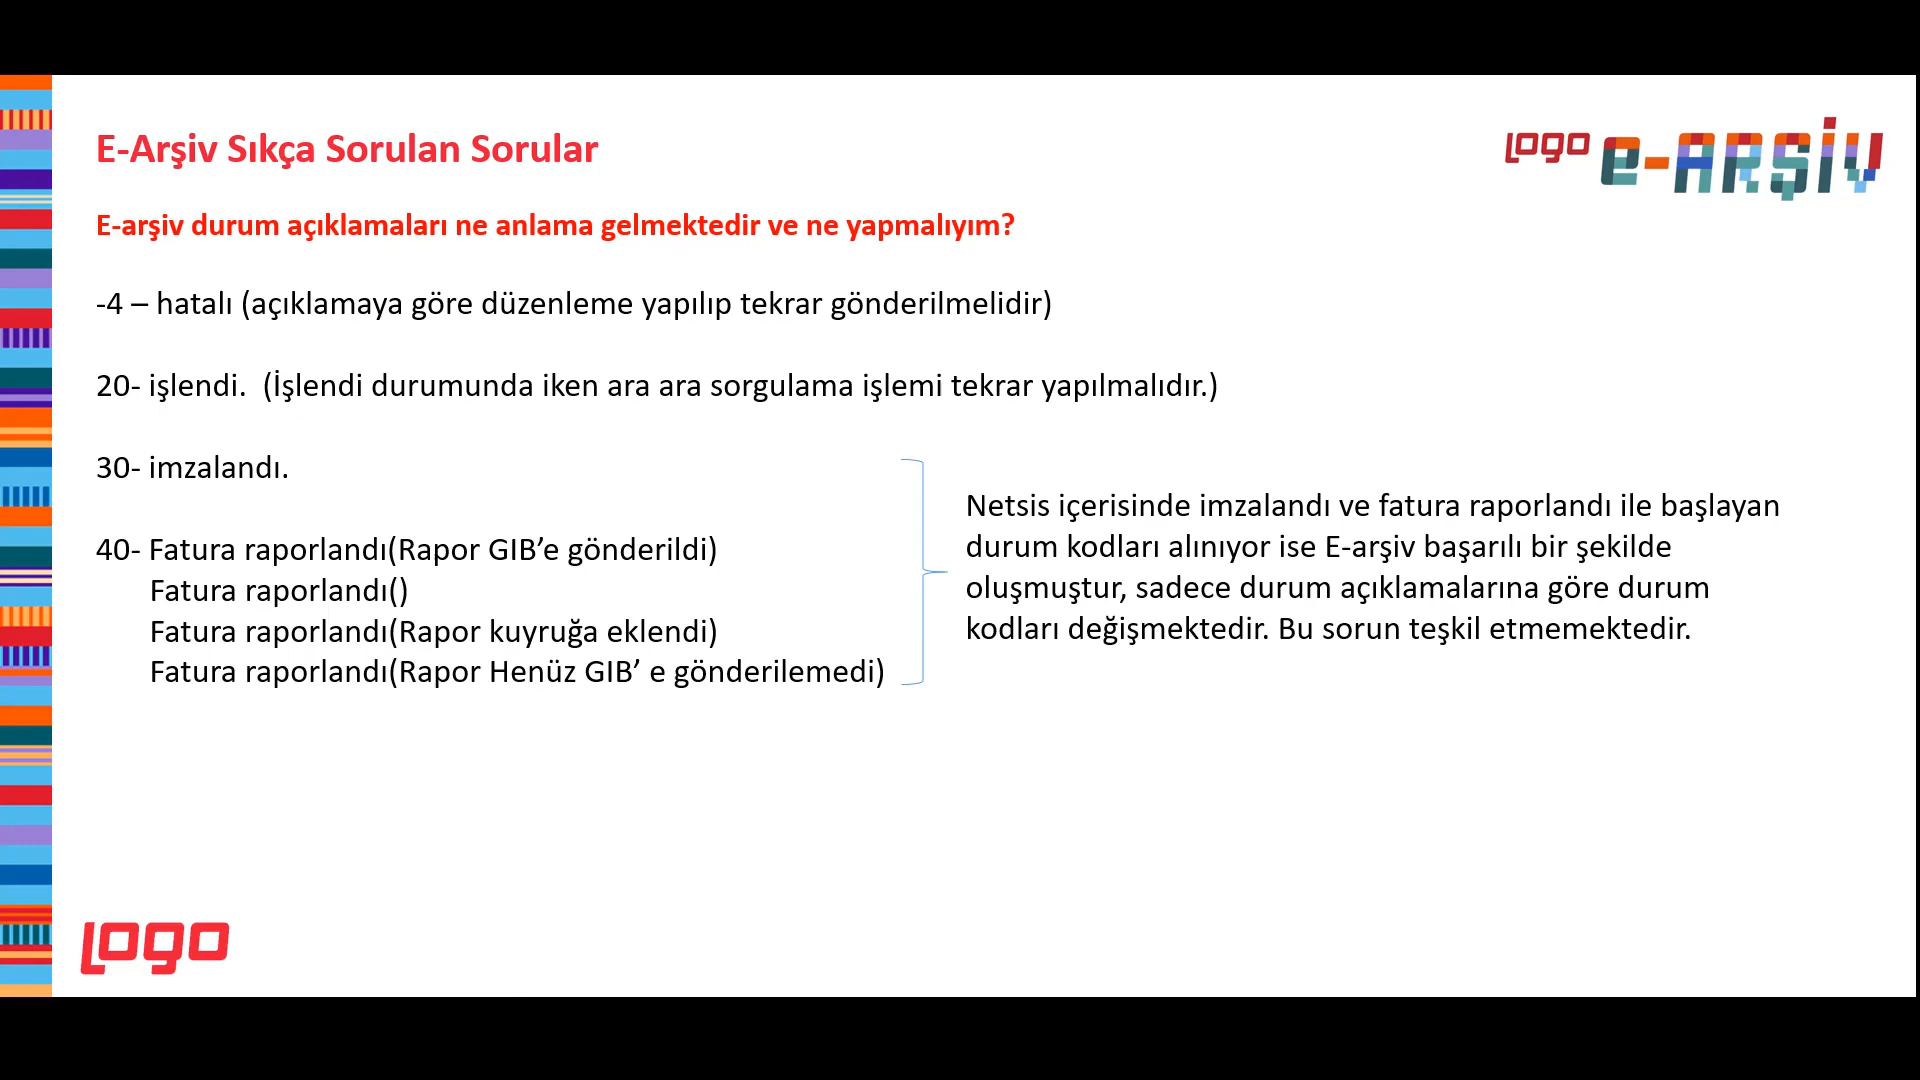 E-Arşiv Sıkça Sorulan Sorular
logo e-ARŞİV
E-arşiv durum açıklamaları ne anlama gelmektedir ve ne yapmalıyım?
-4 – hatalı (açıklamaya göre düzenleme yapılıp tekrar gönderilmelidir)
20- işlendi.  (İşlendi durumunda iken ara ara sorgulama işlemi tekrar yapılmalıdır.)
30- imzalandı.
40- Fatura raporlandı(Rapor GIB’e gönderildi)
Fatura raporlandı()
Fatura raporlandı(Rapor kuyruğa eklendi)
Fatura raporlandı(Rapor Henüz GIB’ e gönderilemedi)
Netsis içerisinde imzalandı ve fatura raporlandı ile başlayan
durum kodları alınıyor ise E-arşiv başarılı bir şekilde
oluşmuştur, sadece durum açıklamalarına göre durum
kodları değişmektedir. Bu sorun teşkil etmemektedir.
logo